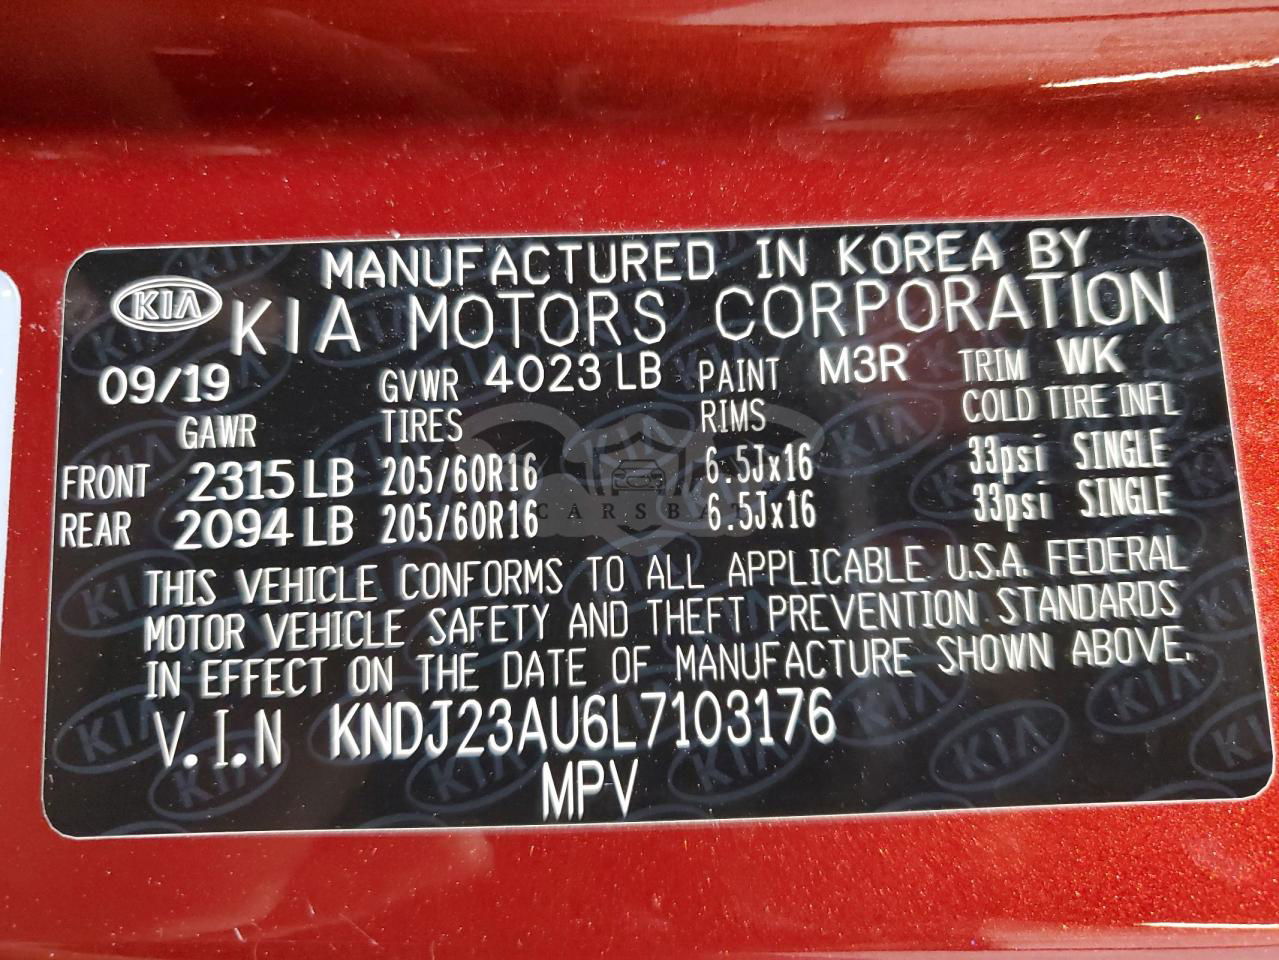 MANUFACTURED IN KOREA BY
KIA KIA MOTORS CORPORATION
09/19 GVWR 4023 LB PAINT M3R TRIM WK
GAWR TIRES RIMS COLD TIRE INFL
FRONT 2315 LB 205/60R16 6.5Jx16 33psi SINGLE
REAR 2094 LB 205/60R16 6.5Jx16 33psi SINGLE
CARSBAT
THIS VEHICLE CONFORMS TO ALL APPLICABLE U.S.A. FEDERAL
MOTOR VEHICLE SAFETY AND THEFT PREVENTION STANDARDS
IN EFFECT ON THE DATE OF MANUFACTURE SHOWN ABOVE.
V.I.N KNDJ23AU6L7103176
MPV